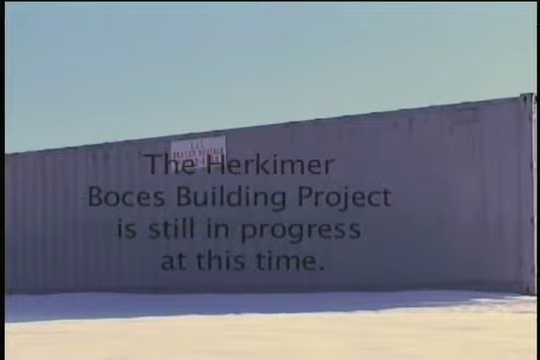 The Herkimer
Boces Building Project
is still in progress
at this time.